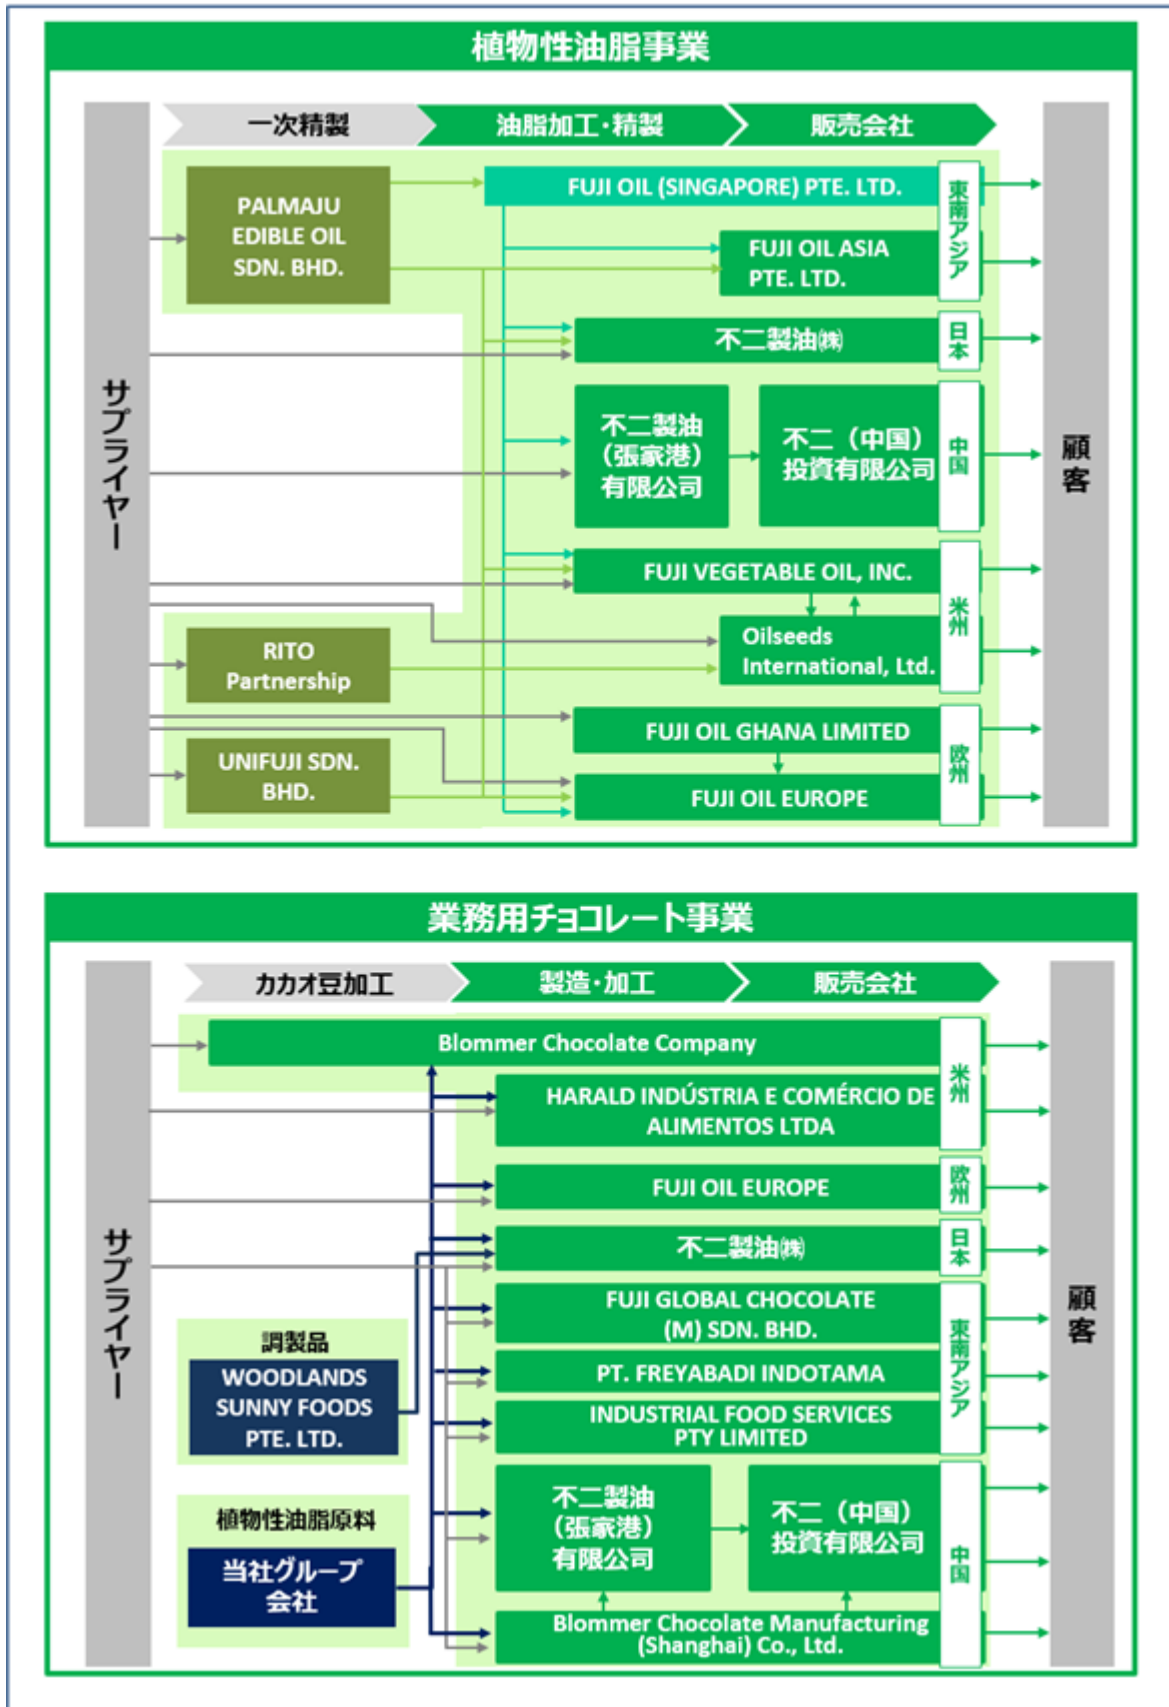 植物性油脂事業
一次精製
油脂加工・精製
販売会社
サプライヤー
顧客
PALMAJU
EDIBLE OIL
SDN. BHD.
FUJI OIL (SINGAPORE) PTE. LTD.
東南アジア
FUJI OIL ASIA
PTE. LTD.
不二製油㈱
日本
不二製油
（張家港）
有限公司
不二（中国）
投資有限公司
中国
FUJI VEGETABLE OIL, INC.
米州
Oilseeds
International, Ltd.
RITO
Partnership
FUJI OIL GHANA LIMITED
欧州
UNIFUJI SDN.
BHD.
FUJI OIL EUROPE
業務用チョコレート事業
カカオ豆加工
製造・加工
販売会社
サプライヤー
顧客
Blommer Chocolate Company
米州
HARALD INDÚSTRIA E COMÉRCIO DE
ALIMENTOS LTDA
FUJI OIL EUROPE
欧州
不二製油㈱
日本
FUJI GLOBAL CHOCOLATE
(M) SDN. BHD.
東南アジア
調製品
WOODLANDS
SUNNY FOODS
PTE. LTD.
PT. FREYABADI INDOTAMA
INDUSTRIAL FOOD SERVICES
PTY LIMITED
不二製油
（張家港）
有限公司
不二（中国）
投資有限公司
中国
植物性油脂原料
当社グループ
会社
Blommer Chocolate Manufacturing
(Shanghai) Co., Ltd.